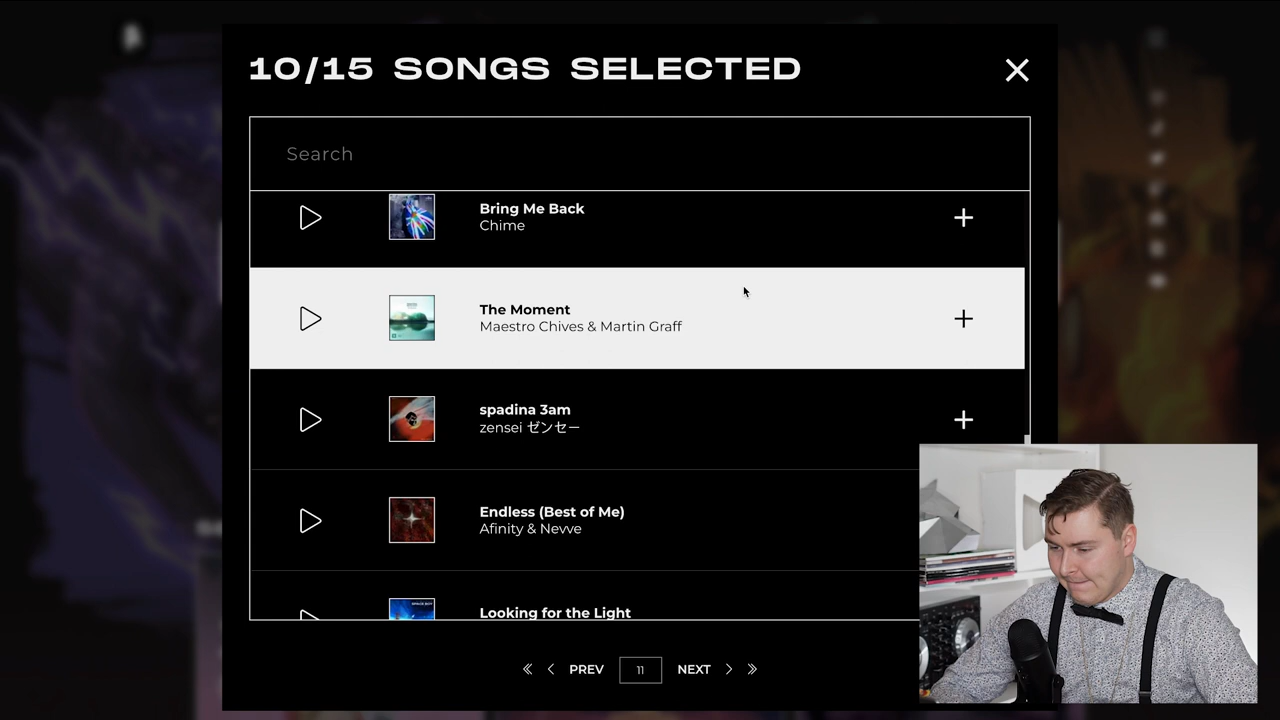 10/15 SONGS SELECTED
Search
Bring Me Back
Chime
The Moment
Maestro Chives & Martin Graff
spadina 3am
zensei ゼンセー
Endless (Best of Me)
Afinity & Nevve
Looking for the Light
PREV 11 NEXT